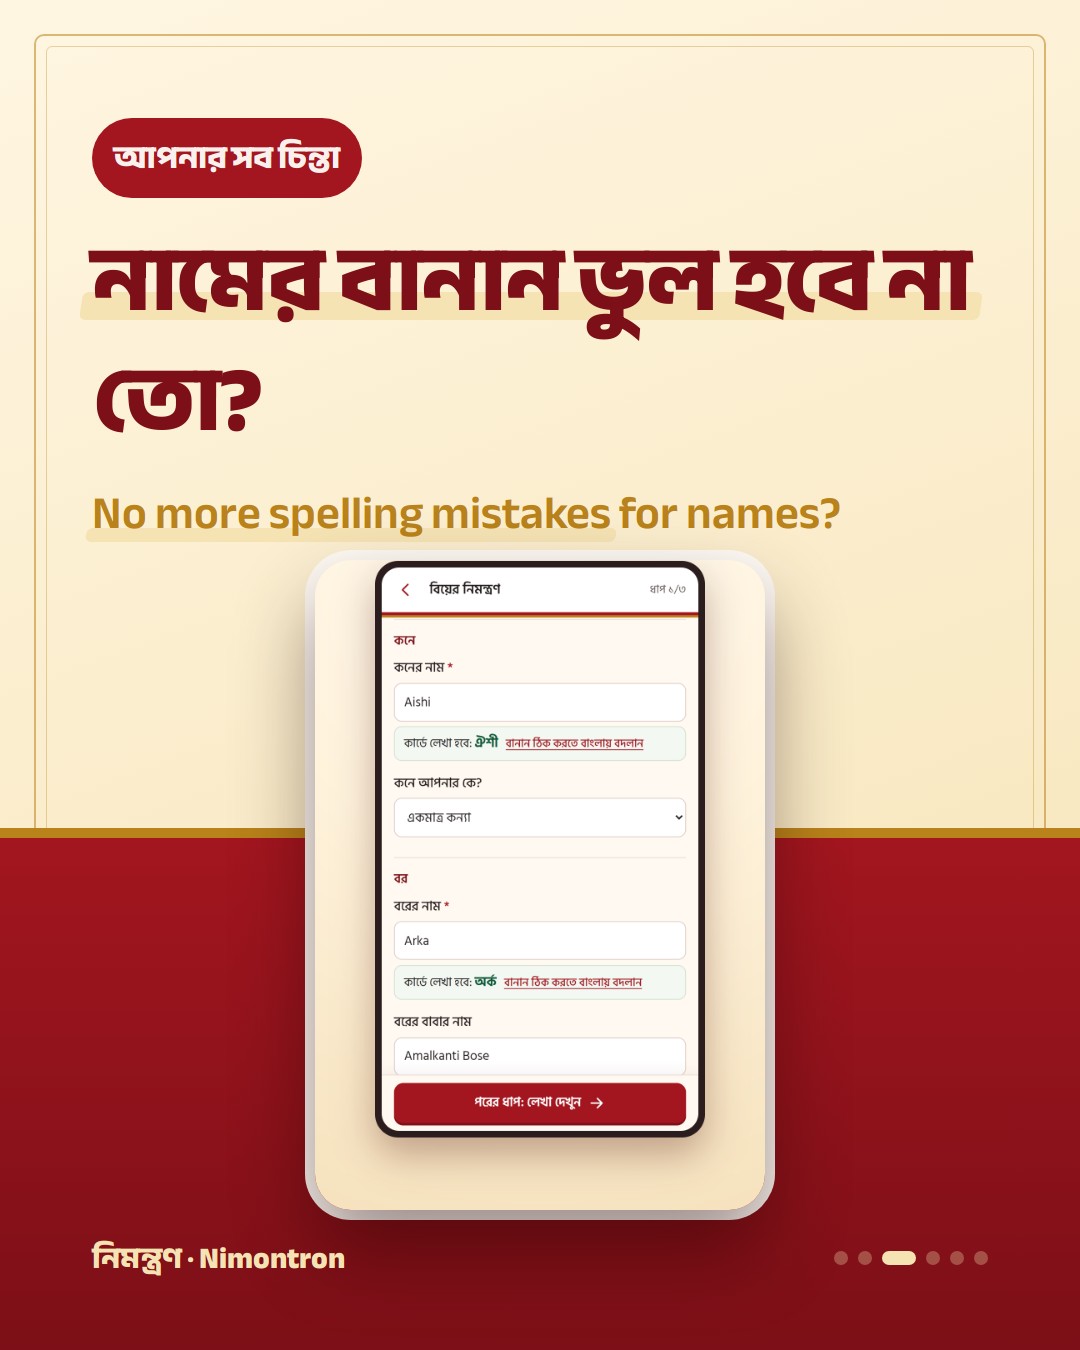 আপনার সব চিন্তা
নামের বানান ভুল হবে না
তো?
No more spelling mistakes for names?
বিয়ের নিমন্ত্রণ
ধাপ ১/৩
কনে
কনের নাম *
Aishi
কার্ডে লেখা হবে: ঐশী বানান ঠিক করতে বাংলায় বদলান
কনে আপনার কে?
একমাত্র কন্যা
বর
বরের নাম *
Arka
কার্ডে লেখা হবে: অর্ক বানান ঠিক করতে বাংলায় বদলান
বরের বাবার নাম
Amalkanti Bose
পরের ধাপ: লেখা দেখুন →
নিমন্ত্রণ · Nimontron